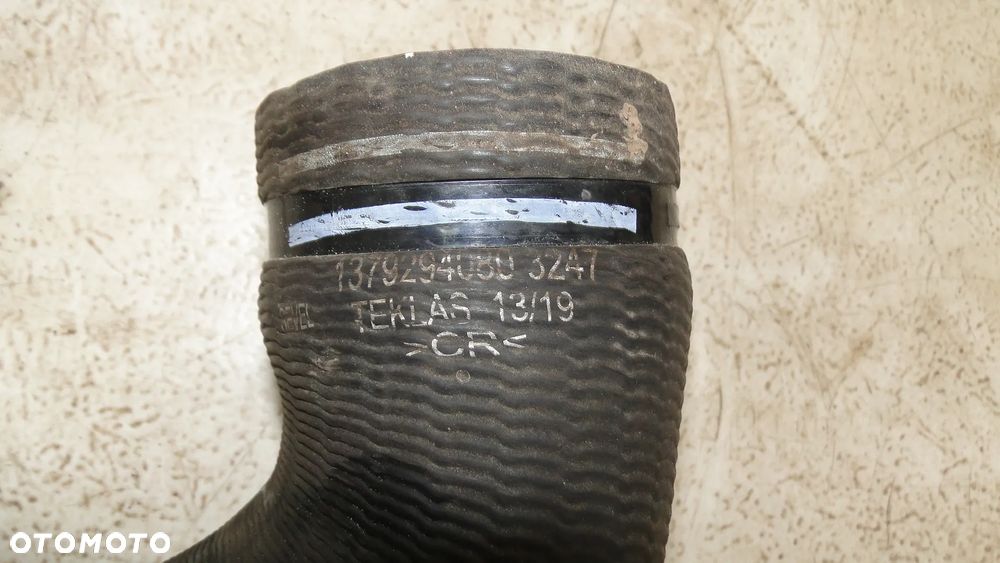 1379294080 3247
TEKLAS 13/19
>CR<
OTOMOTO